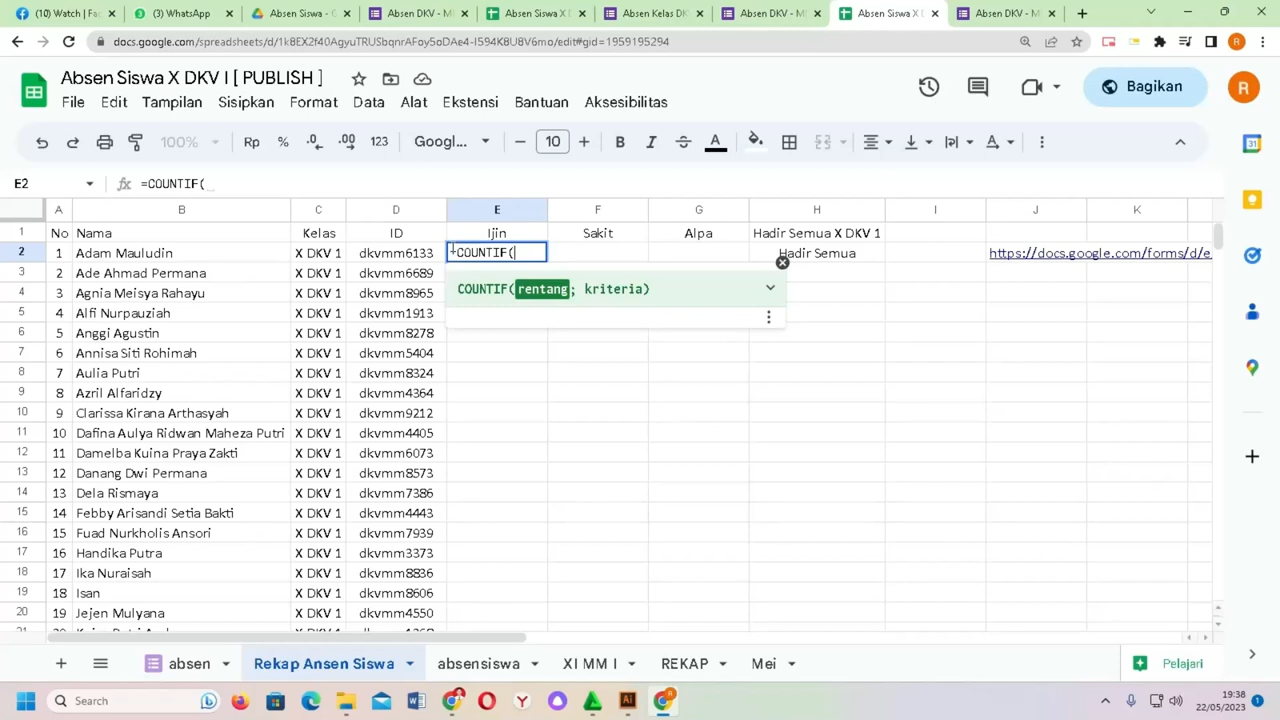 (7) Watch |
(3) WhatsApp
Absen Siswa - G
Absen DKV - M
Absen Siswa X D
Absen Kelas DK
Absen DKV - M
Absen Siswa X D
Absen DKV - M
docs.google.com/spreadsheets/d/1k8EX2f40AgyuTRUSbqnrAFoy5oDAe4-I594K8U8V6mo/edit#gid=1959195294
Absen Siswa X DKV I [ PUBLISH ]
File Edit Tampilan Sisipkan Format Data Alat Ekstensi Bantuan Aksesibilitas
Bagikan
R
100% Rp % .0 .00 123 Googl... 10 B I S A
E2 fx =COUNTIF(
A B C D E F G H I J K
1 No Nama Kelas ID Ijin Sakit Alpa Hadir Semua X DKV 1
2 1 Adam Mauludin X DKV 1 dkvmm6133 =COUNTIF( Hadir Semua https://docs.google.com/forms/d/e
COUNTIF(rentang; kriteria)
3 2 Ade Ahmad Permana X DKV 1 dkvmm6689
4 3 Agnia Meisya Rahayu X DKV 1 dkvmm8965
5 4 Alfi Nurpauziah X DKV 1 dkvmm1913
6 5 Anggi Agustin X DKV 1 dkvmm8278
7 6 Annisa Siti Rohimah X DKV 1 dkvmm5404
8 7 Aulia Putri X DKV 1 dkvmm8324
9 8 Azril Alfaridzy X DKV 1 dkvmm4364
10 9 Clarissa Kirana Arthasyah X DKV 1 dkvmm9212
11 10 Dafina Aulya Ridwan Maheza Putri X DKV 1 dkvmm4405
12 11 Damelba Kuina Praya Zakti X DKV 1 dkvmm6073
13 12 Danang Dwi Permana X DKV 1 dkvmm8573
14 13 Dela Rismaya X DKV 1 dkvmm7386
15 14 Febby Arisandi Setia Bakti X DKV 1 dkvmm4443
16 15 Fuad Nurkholis Ansori X DKV 1 dkvmm7939
17 16 Handika Putra X DKV 1 dkvmm3373
18 17 Ika Nuraisah X DKV 1 dkvmm8836
19 18 Isan X DKV 1 dkvmm8606
20 19 Jejen Mulyana X DKV 1 dkvmm4550
absen Rekap Ansen Siswa absensiswa XI MM I REKAP Mei Pelajari
Search
19:38
22/05/2023